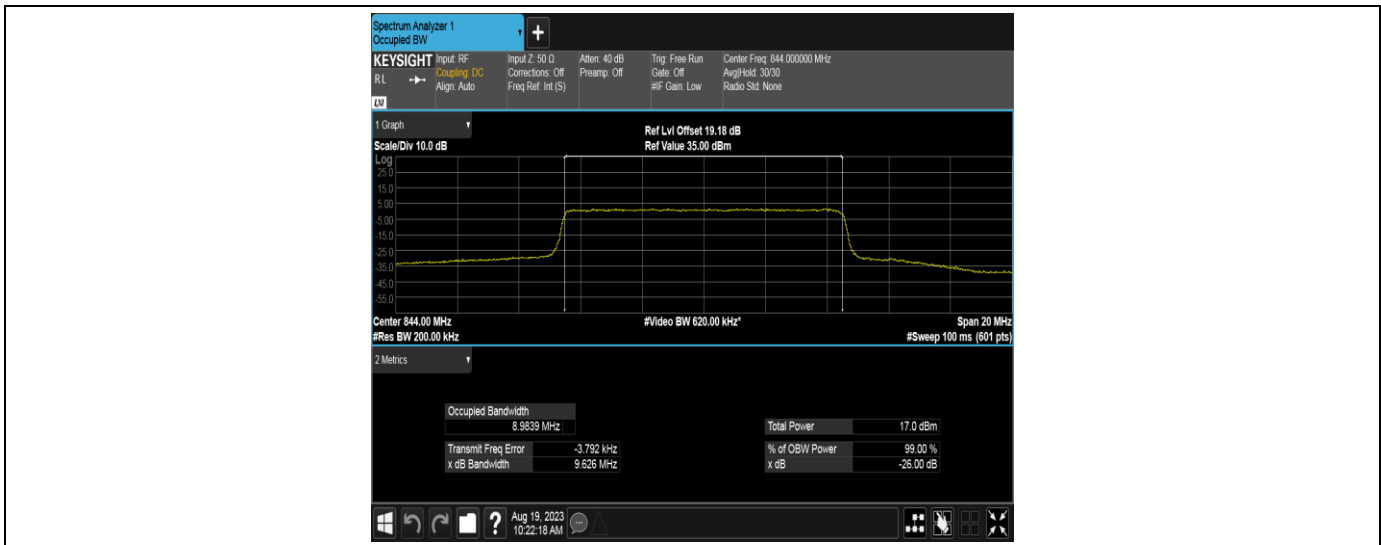 Spectrum Analyzer 1
Occupied BW
+
KEYSIGHT
RL
LXI
Input: RF
Coupling: DC
Align: Auto
Input Z: 50 Ω
Corrections: Off
Freq Ref: Int (S)
Atten: 40 dB
Preamp: Off
Trig: Free Run
Gate: Off
#IF Gain: Low
Center Freq: 844.000000 MHz
Avg|Hold: 30/30
Radio Std: None
1 Graph
Scale/Div 10.0 dB
Ref Lvl Offset 19.18 dB
Ref Value 35.00 dBm
Log
25.0
15.0
5.00
-5.00
-15.0
-25.0
-35.0
-45.0
-55.0
Center 844.00 MHz
#Res BW 200.00 kHz
#Video BW 620.00 kHz*
Span 20 MHz
#Sweep 100 ms (601 pts)
2 Metrics
Occupied Bandwidth
8.9839 MHz
Transmit Freq Error -3.792 kHz
x dB Bandwidth 9.626 MHz
Total Power 17.0 dBm
% of OBW Power 99.00 %
x dB -26.00 dB
?
Aug 19, 2023
10:22:18 AM